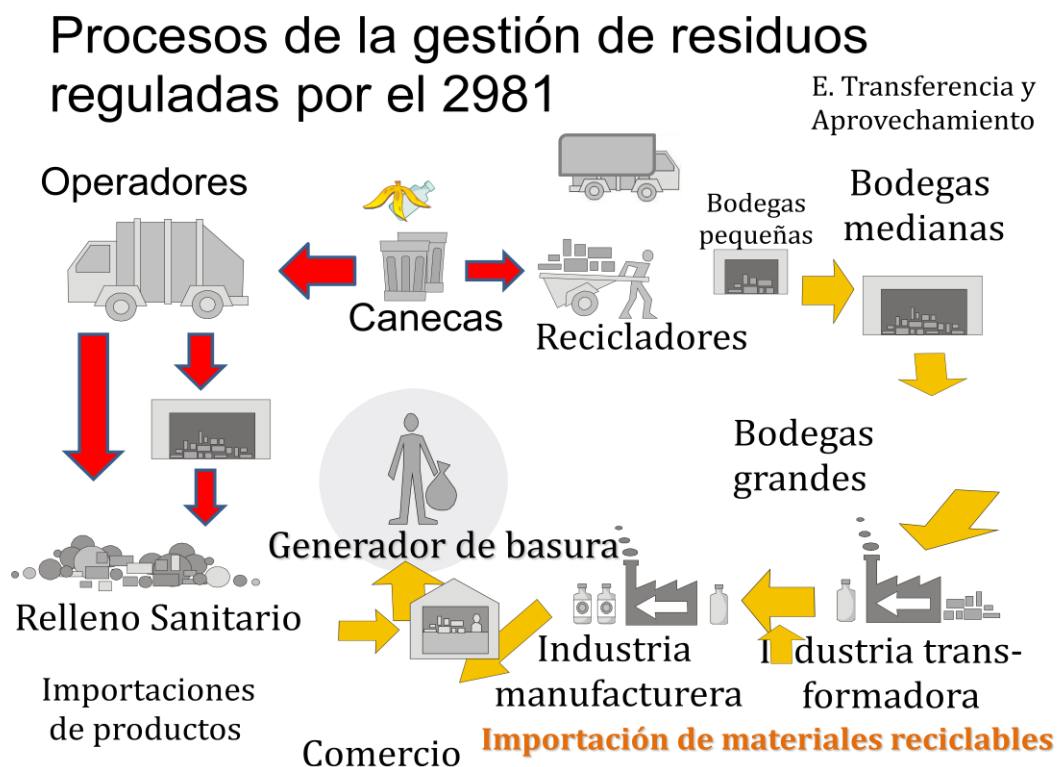 Procesos de la gestión de residuos
reguladas por el 2981
E. Transferencia y
Aprovechamiento
Operadores
Bodegas
pequeñas
Bodegas
medianas
Canecas
Recicladores
Bodegas
grandes
Generador de basura
Relleno Sanitario
Industria
manufacturera
Industria trans-
formadora
Importaciones
de productos
Comercio
Importación de materiales reciclables